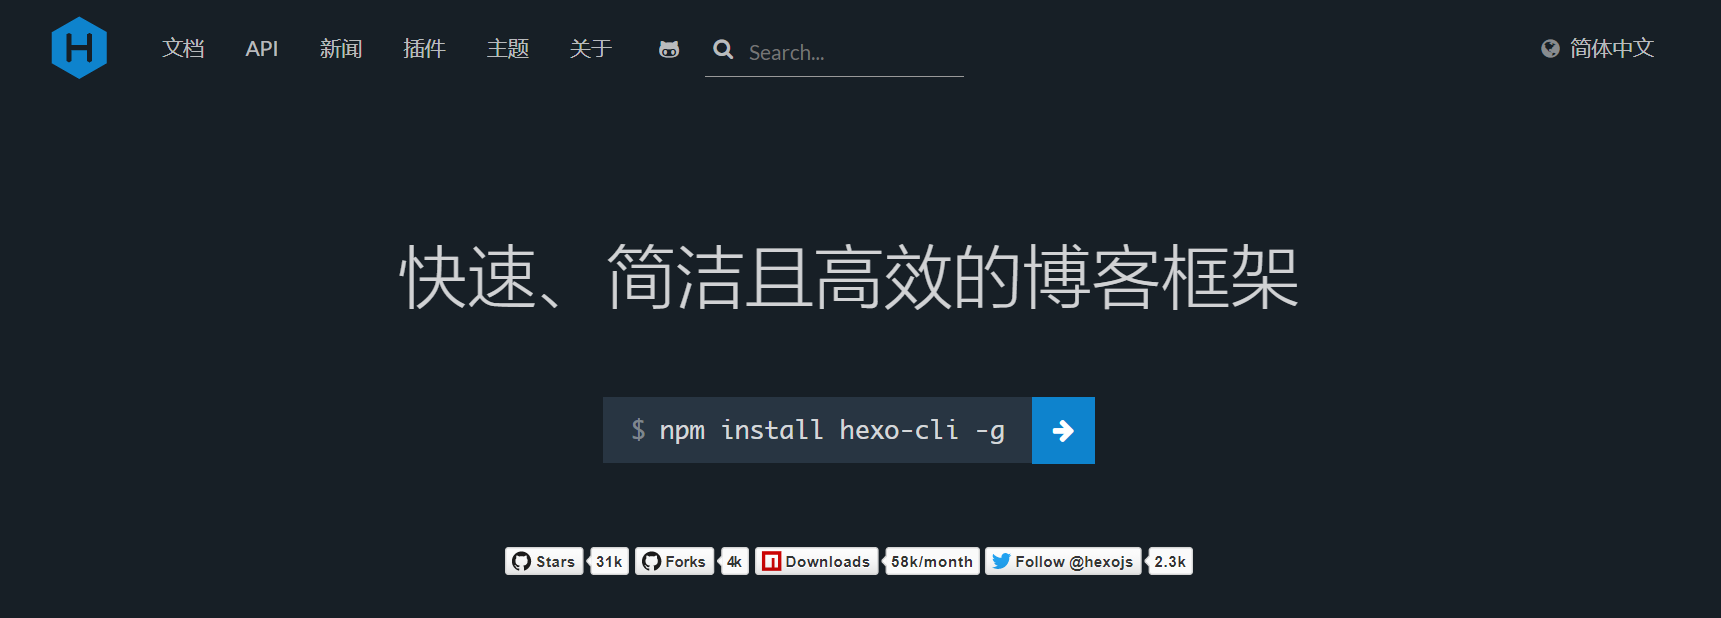 H 文档 API 新闻 插件 主题 关于 Search... 简体中文
快速、简洁且高效的博客框架
$ npm install hexo-cli -g
Stars 31k Forks 4k Downloads 58k/month Follow @hexojs 2.3k